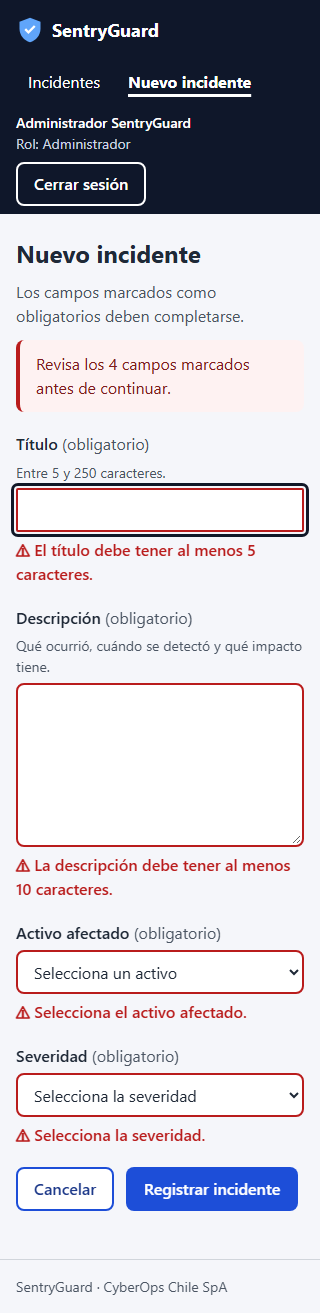 SentryGuard
Incidentes Nuevo incidente
Administrador SentryGuard
Rol: Administrador
Cerrar sesión
Nuevo incidente
Los campos marcados como
obligatorios deben completarse.
Revisa los 4 campos marcados
antes de continuar.
Título (obligatorio)
Entre 5 y 250 caracteres.
⚠ El título debe tener al menos 5
caracteres.
Descripción (obligatorio)
Qué ocurrió, cuándo se detectó y qué impacto
tiene.
⚠ La descripción debe tener al menos
10 caracteres.
Activo afectado (obligatorio)
Selecciona un activo
⚠ Selecciona el activo afectado.
Severidad (obligatorio)
Selecciona la severidad
⚠ Selecciona la severidad.
Cancelar Registrar incidente
SentryGuard · CyberOps Chile SpA